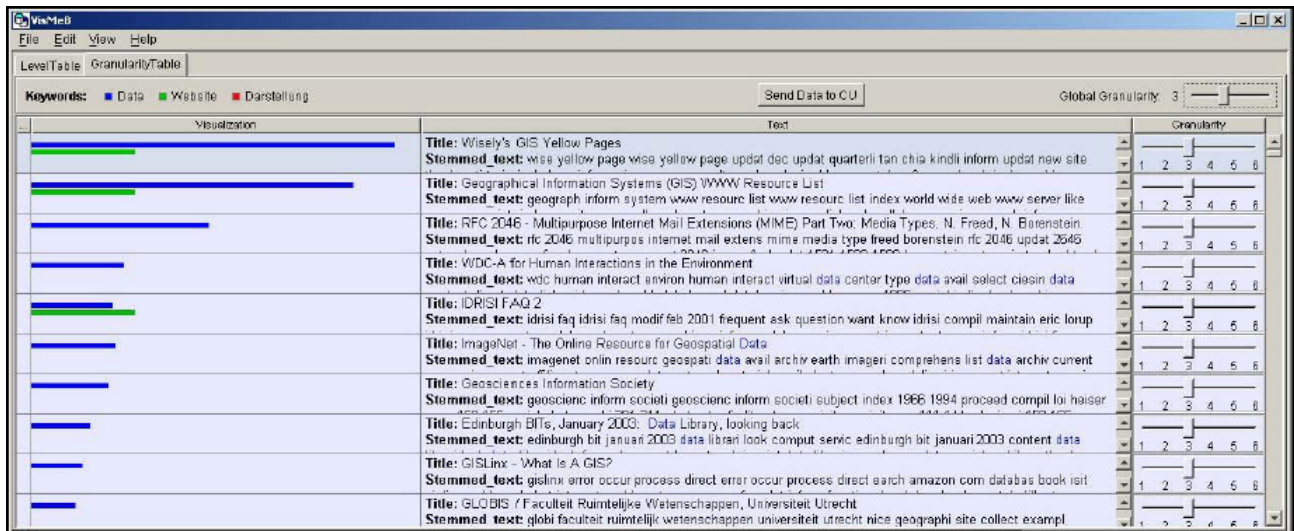 VisMeB
File Edit View Help
LevelTable GranularityTable
Keywords: Data Website Darstellung Send Data to CU Global Granularity: 3
... Visualization Text Granularity
Title: Wisely's GIS Yellow Pages
Stemmed_text: wise yellow page wise yellow page updat dec updat quarterli tan chia kindli inform updat new site
1 2 3 4 5 6
Title: Geographical Information Systems (GIS) WWW Resource List
Stemmed_text: geograph inform system www resourc list www resourc list index world wide web www server like
1 2 3 4 5 6
Title: RFC 2046 - Multipurpose Internet Mail Extensions (MIME) Part Two: Media Types. N. Freed, N. Borenstein.
Stemmed_text: rfc 2046 multipurpos internet mail extens mime media type freed borenstein rfc 2046 updat 2646
1 2 3 4 5 6
Title: WDC-A for Human Interactions in the Environment
Stemmed_text: wdc human interact environ human interact virtual data center type data avail select ciesin data
1 2 3 4 5 6
Title: IDRISI FAQ 2
Stemmed_text: idrisi faq idrisi faq modif feb 2001 frequent ask question want know idrisi compil maintain eric lorup
1 2 3 4 5 6
Title: ImageNet - The Online Resource for Geospatial Data
Stemmed_text: imagenet onlin resourc geospati data avail archiv earth imageri comprehens list data archiv current
1 2 3 4 5 6
Title: Geosciences Information Society
Stemmed_text: geoscienc inform societi geoscienc inform societi subject index 1966 1994 proceed compil loi heiser
1 2 3 4 5 6
Title: Edinburgh BITs, January 2003: Data Library, looking back
Stemmed_text: edinburgh bit januari 2003 data librari look comput servic edinburgh bit januari 2003 content data
1 2 3 4 5 6
Title: GISLinx - What Is A GIS?
Stemmed_text: gislinx error occur process direct error occur process direct earch amazon com databas book isit
1 2 3 4 5 6
Title: GLOBIS / Faculteit Ruimtelijke Wetenschappen, Universiteit Utrecht
Stemmed_text: globi faculteit ruimtelijk wetenschappen universiteit utrecht nice geographi site collect exampl
1 2 3 4 5 6